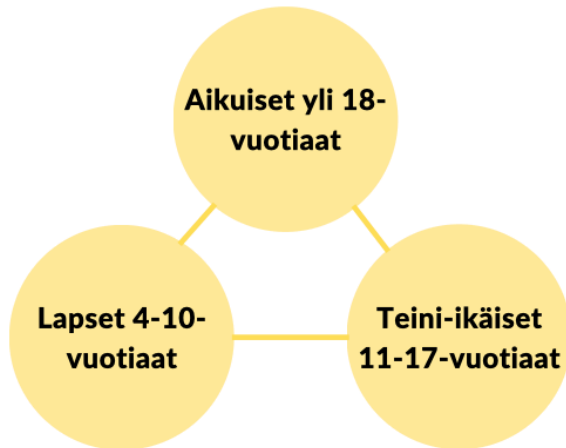 Aikuiset yli 18-
vuotiaat
Lapset 4-10-
vuotiaat
Teini-ikäiset
11-17-vuotiaat